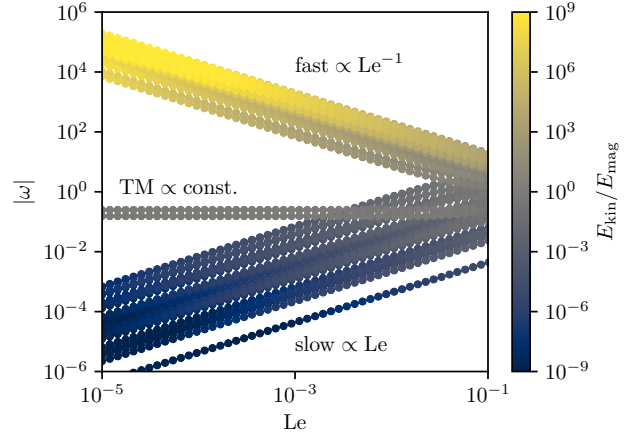 10^6
10^4
10^2
10^0
10^-2
10^-4
10^-6
|ω|
fast ∝ Le^-1
TM ∝ const.
slow ∝ Le
10^-5
10^-3
10^-1
Le
10^9
10^6
10^3
10^0
10^-3
10^-6
10^-9
E_kin/E_mag